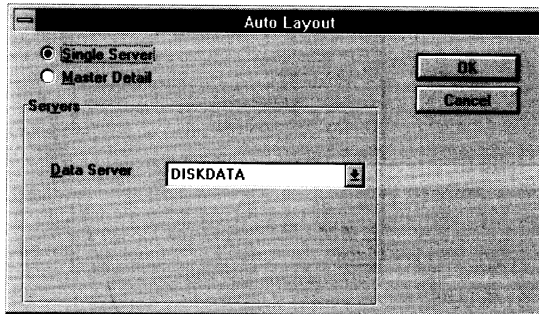 Auto Layout
Single Server
Master Detail
OK
Cancel
Servers
Data Server
DISKDATA